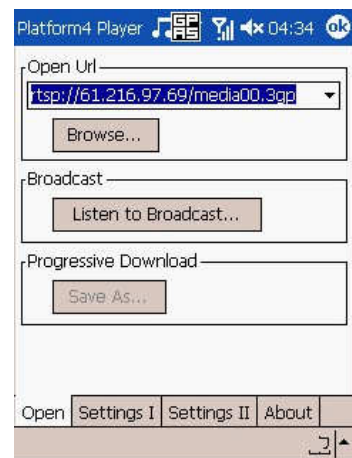 Platform4 Player GPRS 04:34 ok
Open Url
rtsp://61.216.97.69/media00.3gp
Browse...
Broadcast
Listen to Broadcast...
Progressive Download
Save As...
Open Settings I Settings II About